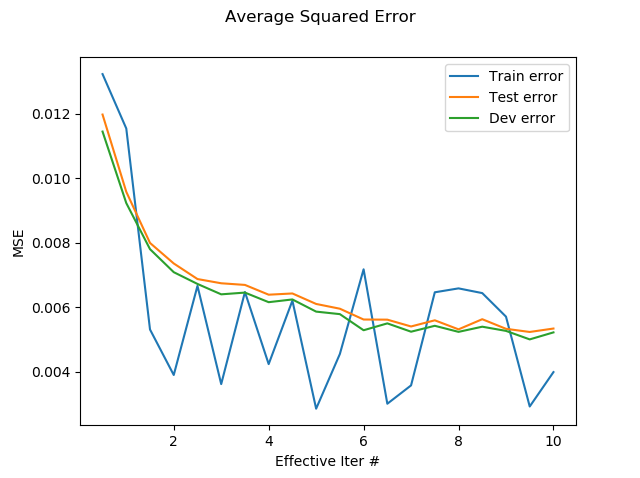 Average Squared Error
Train error
Test error
Dev error
0.012
0.010
0.008
0.006
0.004
MSE
2
4
6
8
10
Effective Iter #